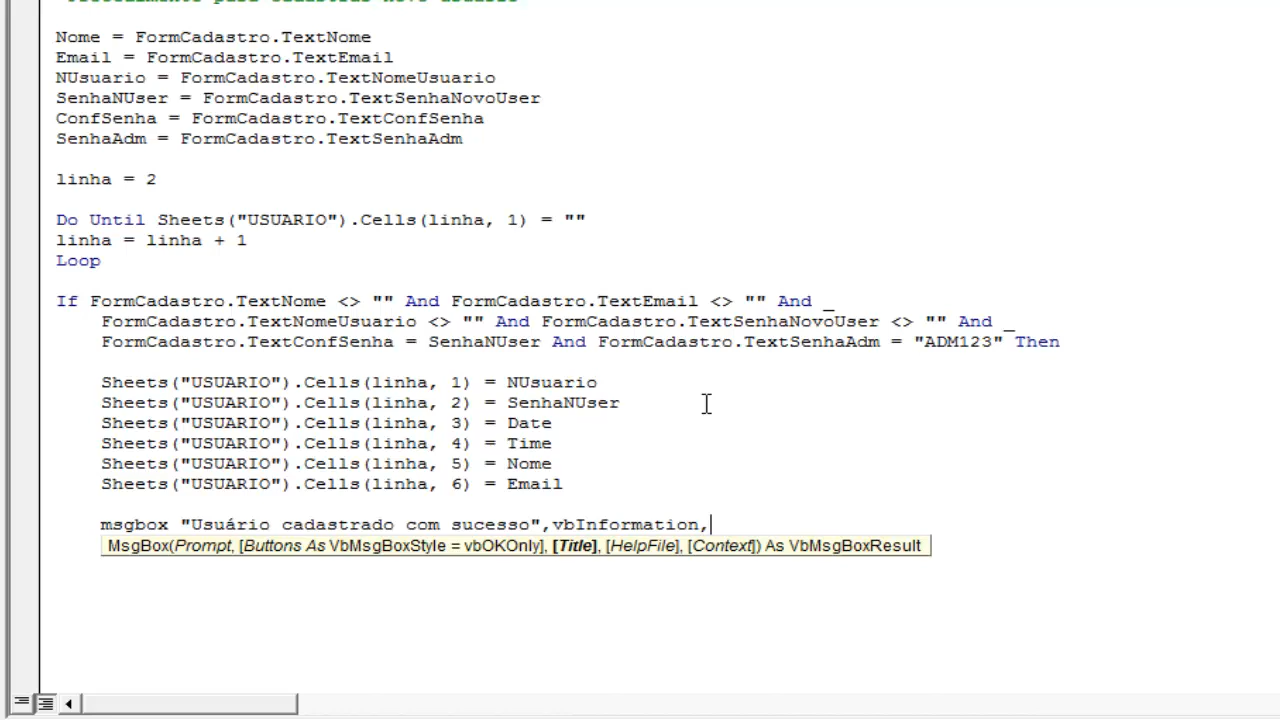 Nome = FormCadastro.TextNome
Email = FormCadastro.TextEmail
NUsuario = FormCadastro.TextNomeUsuario
SenhaNUser = FormCadastro.TextSenhaNovoUser
ConfSenha = FormCadastro.TextConfSenha
SenhaAdm = FormCadastro.TextSenhaAdm
linha = 2
Do Until Sheets("USUARIO").Cells(linha, 1) = ""
linha = linha + 1
Loop
If FormCadastro.TextNome <> "" And FormCadastro.TextEmail <> "" And _
FormCadastro.TextNomeUsuario <> "" And FormCadastro.TextSenhaNovoUser <> "" And _
FormCadastro.TextConfSenha = SenhaNUser And FormCadastro.TextSenhaAdm = "ADM123" Then
Sheets("USUARIO").Cells(linha, 1) = NUsuario
Sheets("USUARIO").Cells(linha, 2) = SenhaNUser
Sheets("USUARIO").Cells(linha, 3) = Date
Sheets("USUARIO").Cells(linha, 4) = Time
Sheets("USUARIO").Cells(linha, 5) = Nome
Sheets("USUARIO").Cells(linha, 6) = Email
msgbox "Usuário cadastrado com sucesso",vbInformation,
MsgBox(Prompt, [Buttons As VbMsgBoxStyle = vbOKOnly], [Title], [HelpFile], [Context]) As VbMsgBoxResult